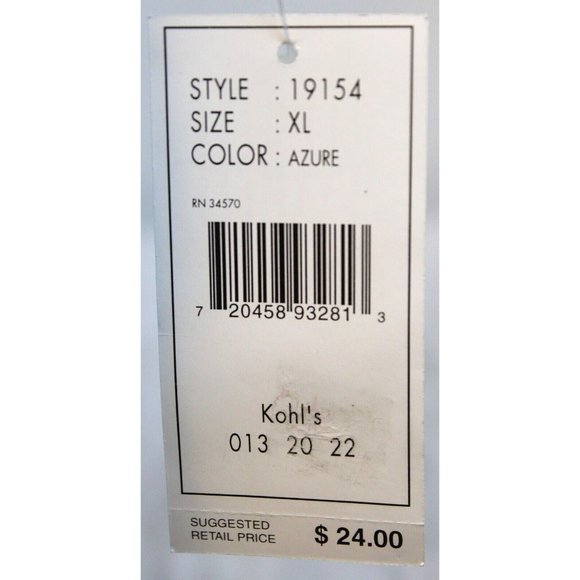 STYLE : 19154
SIZE : XL
COLOR : AZURE
RN 34570
7 20458 93281 3
Kohl's
013 20 22
SUGGESTED
RETAIL PRICE $ 24.00